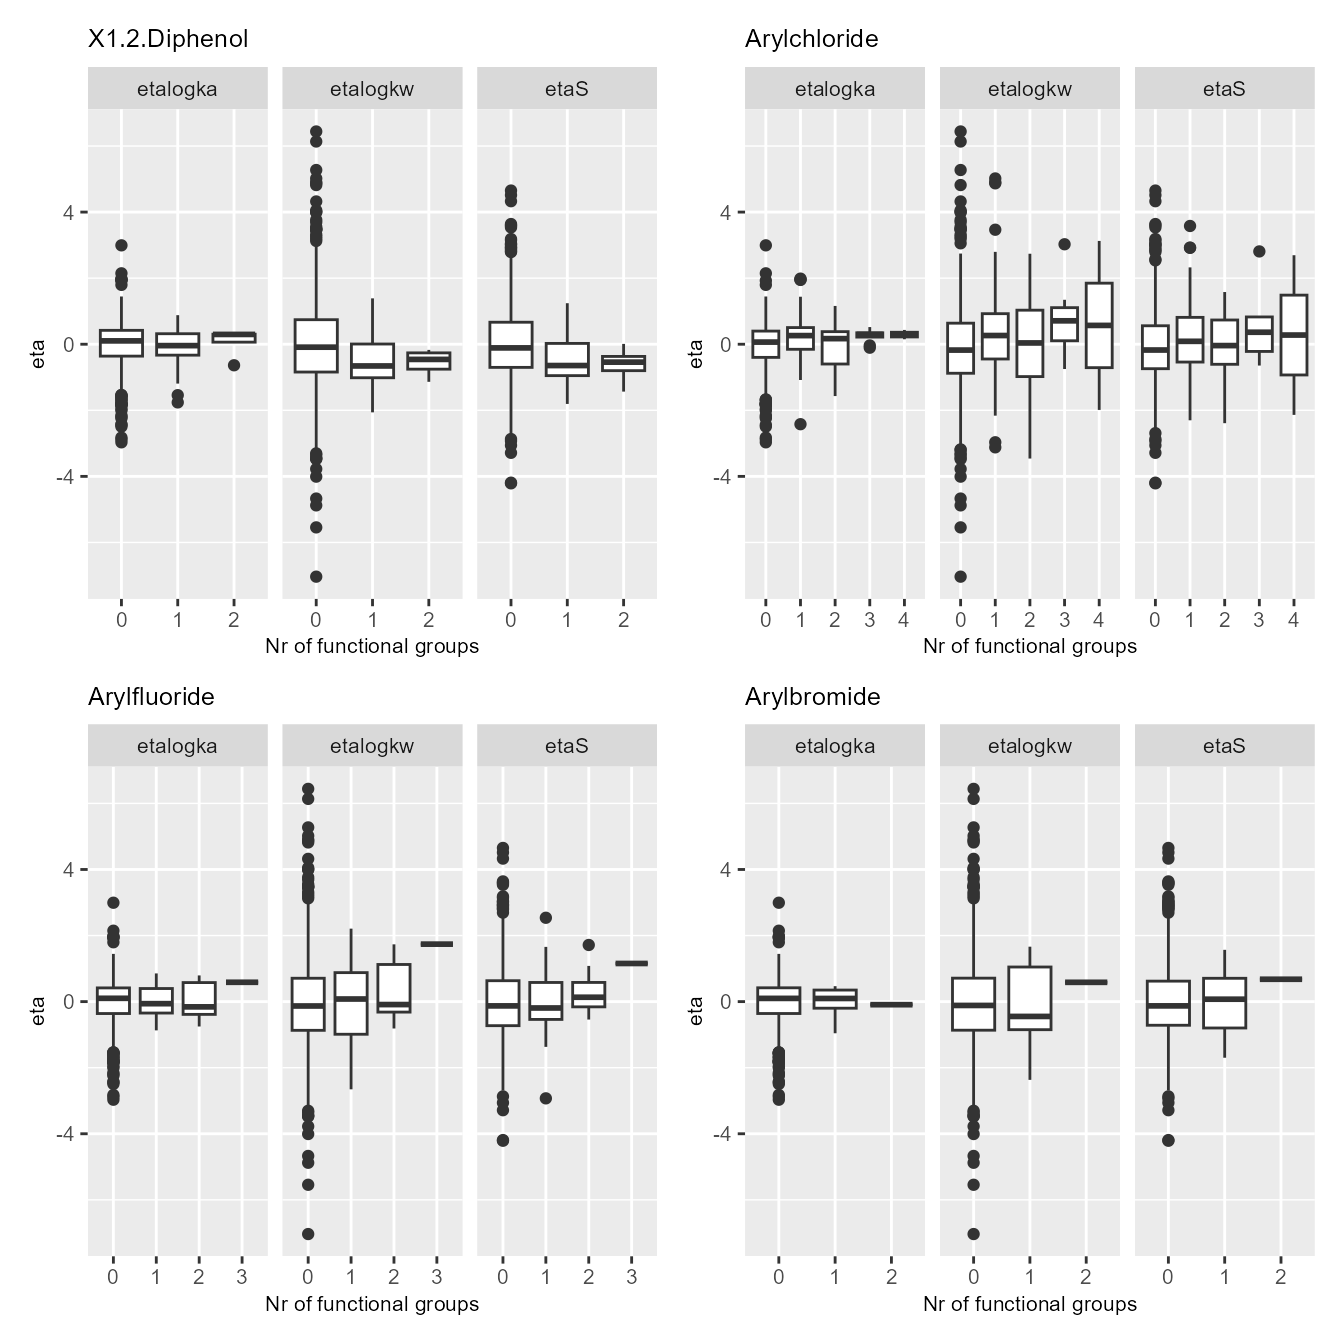 X1.2.Diphenol
etalogka etalogkw etaS
eta
4
0
-4
0 1 2 0 1 2 0 1 2
Nr of functional groups
Arylchloride
etalogka etalogkw etaS
eta
4
0
-4
0 1 2 3 4 0 1 2 3 4 0 1 2 3 4
Nr of functional groups
Arylfluoride
etalogka etalogkw etaS
eta
4
0
-4
0 1 2 3 0 1 2 3 0 1 2 3
Nr of functional groups
Arylbromide
etalogka etalogkw etaS
eta
4
0
-4
0 1 2 0 1 2 0 1 2
Nr of functional groups